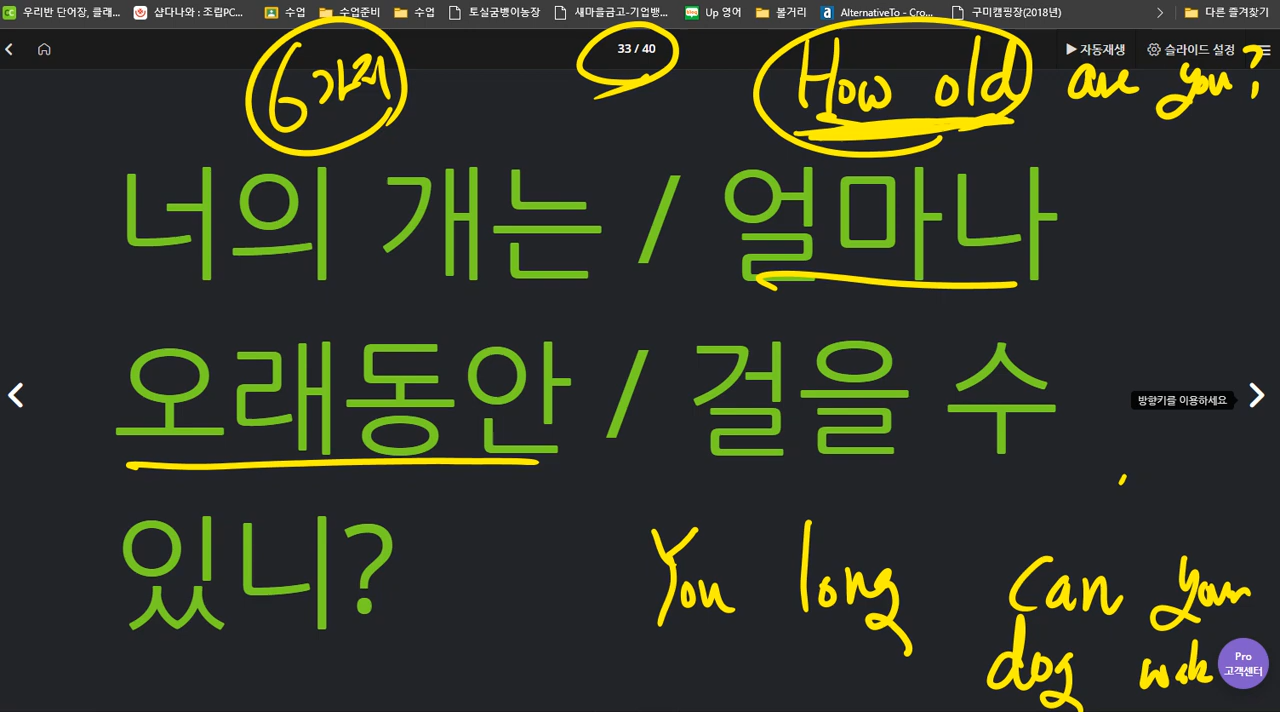 우리반 단어장, 클래... 샵다나와 : 조립PC... 수업 수업준비 수업 토실궁뱅이농장 새마을금고-기업뱅... Up 영어 볼거리 AlternativeTo - Cro... 구미캠핑장(2018년) 다른 즐겨찾기
33 / 40 자동재생 슬라이드 설정
6가지 How old are you?
너의 개는 / 얼마나
오래동안 / 걸을 수
방향키를 이용하세요
있니?
You long can your
dog walk
Pro
고객센터